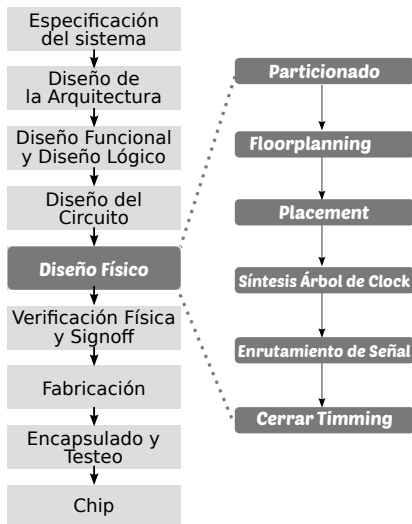 Especificación
del sistema
Diseño de
la Arquitectura
Diseño Funcional
y Diseño Lógico
Diseño del
Circuito
Diseño Físico
Verificación Física
y Signoff
Fabricación
Encapsulado y
Testeo
Chip
Particionado
Floorplanning
Placement
Síntesis Árbol de Clock
Enrutamiento de Señal
Cerrar Timming